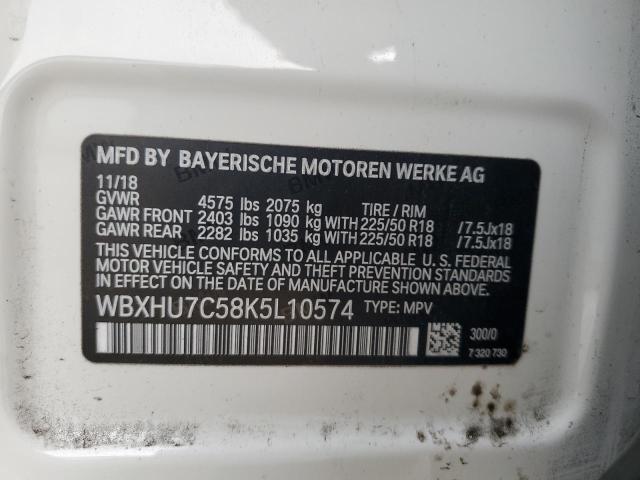 MFD BY BAYERISCHE MOTOREN WERKE AG
11/18
GVWR 4575 lbs 2075 kg TIRE / RIM
GAWR FRONT 2403 lbs 1090 kg WITH 225/50 R18 /7.5Jx18
GAWR REAR 2282 lbs 1035 kg WITH 225/50 R18 /7.5Jx18
THIS VEHICLE CONFORMS TO ALL APPLICABLE U. S. FEDERAL
MOTOR VEHICLE SAFETY, BUMPER, AND THEFT PREVENTION STANDARDS
IN EFFECT ON THE DATE OF MANUFACTURE SHOWN ABOVE.
WBXHU7C58K5L10574 TYPE: MPV
300/0
7 320 730